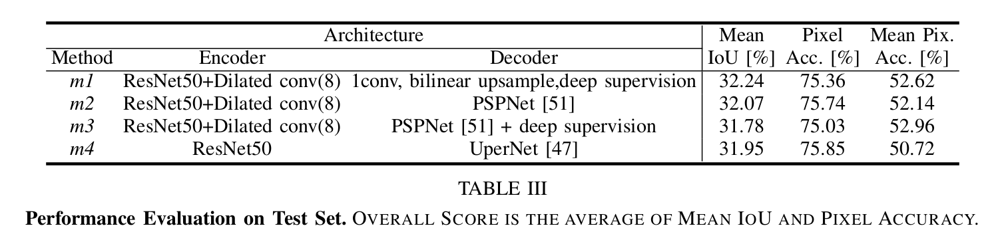 Architecture Mean Pixel Mean Pix.
Method Encoder Decoder IoU [%] Acc. [%] Acc. [%]
m1 ResNet50+Dilated conv(8) 1conv, bilinear upsample,deep supervision 32.24 75.36 52.62
m2 ResNet50+Dilated conv(8) PSPNet [51] 32.07 75.74 52.14
m3 ResNet50+Dilated conv(8) PSPNet [51] + deep supervision 31.78 75.03 52.96
m4 ResNet50 UperNet [47] 31.95 75.85 50.72
TABLE III
Performance Evaluation on Test Set. OVERALL SCORE IS THE AVERAGE OF MEAN IOU AND PIXEL ACCURACY.